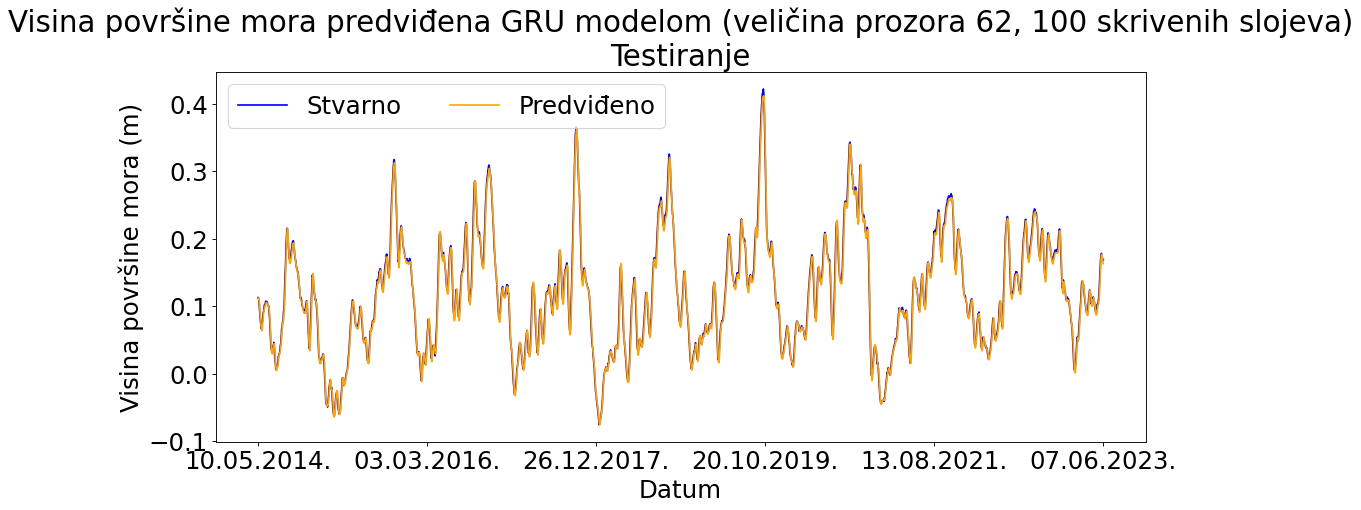 Visina površine mora predviđena GRU modelom (veličina prozora 62, 100 skrivenih slojeva)
Testiranje
Stvarno
Predviđeno
Visina površine mora (m)
0.4
0.3
0.2
0.1
0.0
−0.1
10.05.2014.
03.03.2016.
26.12.2017.
20.10.2019.
13.08.2021.
07.06.2023.
Datum